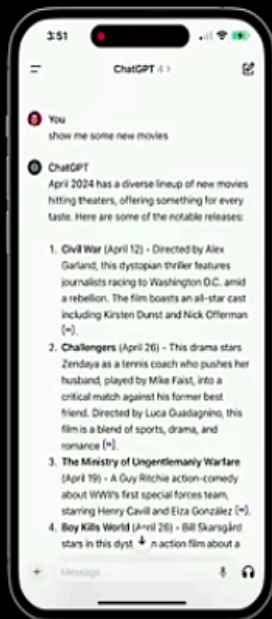 3:51
ChatGPT 4 >
You
show me some new movies
ChatGPT
April 2024 has a diverse lineup of new movies
hitting theaters, offering something for every
taste. Here are some of the notable releases:
1. Civil War (April 12) - Directed by Alex
Garland, this dystopian thriller features
journalists racing to Washington D.C. amid
a rebellion. The film boasts an all-star cast
including Kirsten Dunst and Nick Offerman
2. Challengers (April 26) - This drama stars
Zendaya as a tennis coach who pushes her
husband, played by Mike Faist, into a
critical match against his former best
friend. Directed by Luca Guadagnino, this
film is a blend of sports, drama, and
romance
3. The Ministry of Ungentlemanly Warfare
(April 19) - A Guy Ritchie action-comedy
about WWII's first special forces team,
starring Henry Cavill and Eiza González
4. Boy Kills World (April 26) - Bill Skarsgård
stars in this action film about a
Message